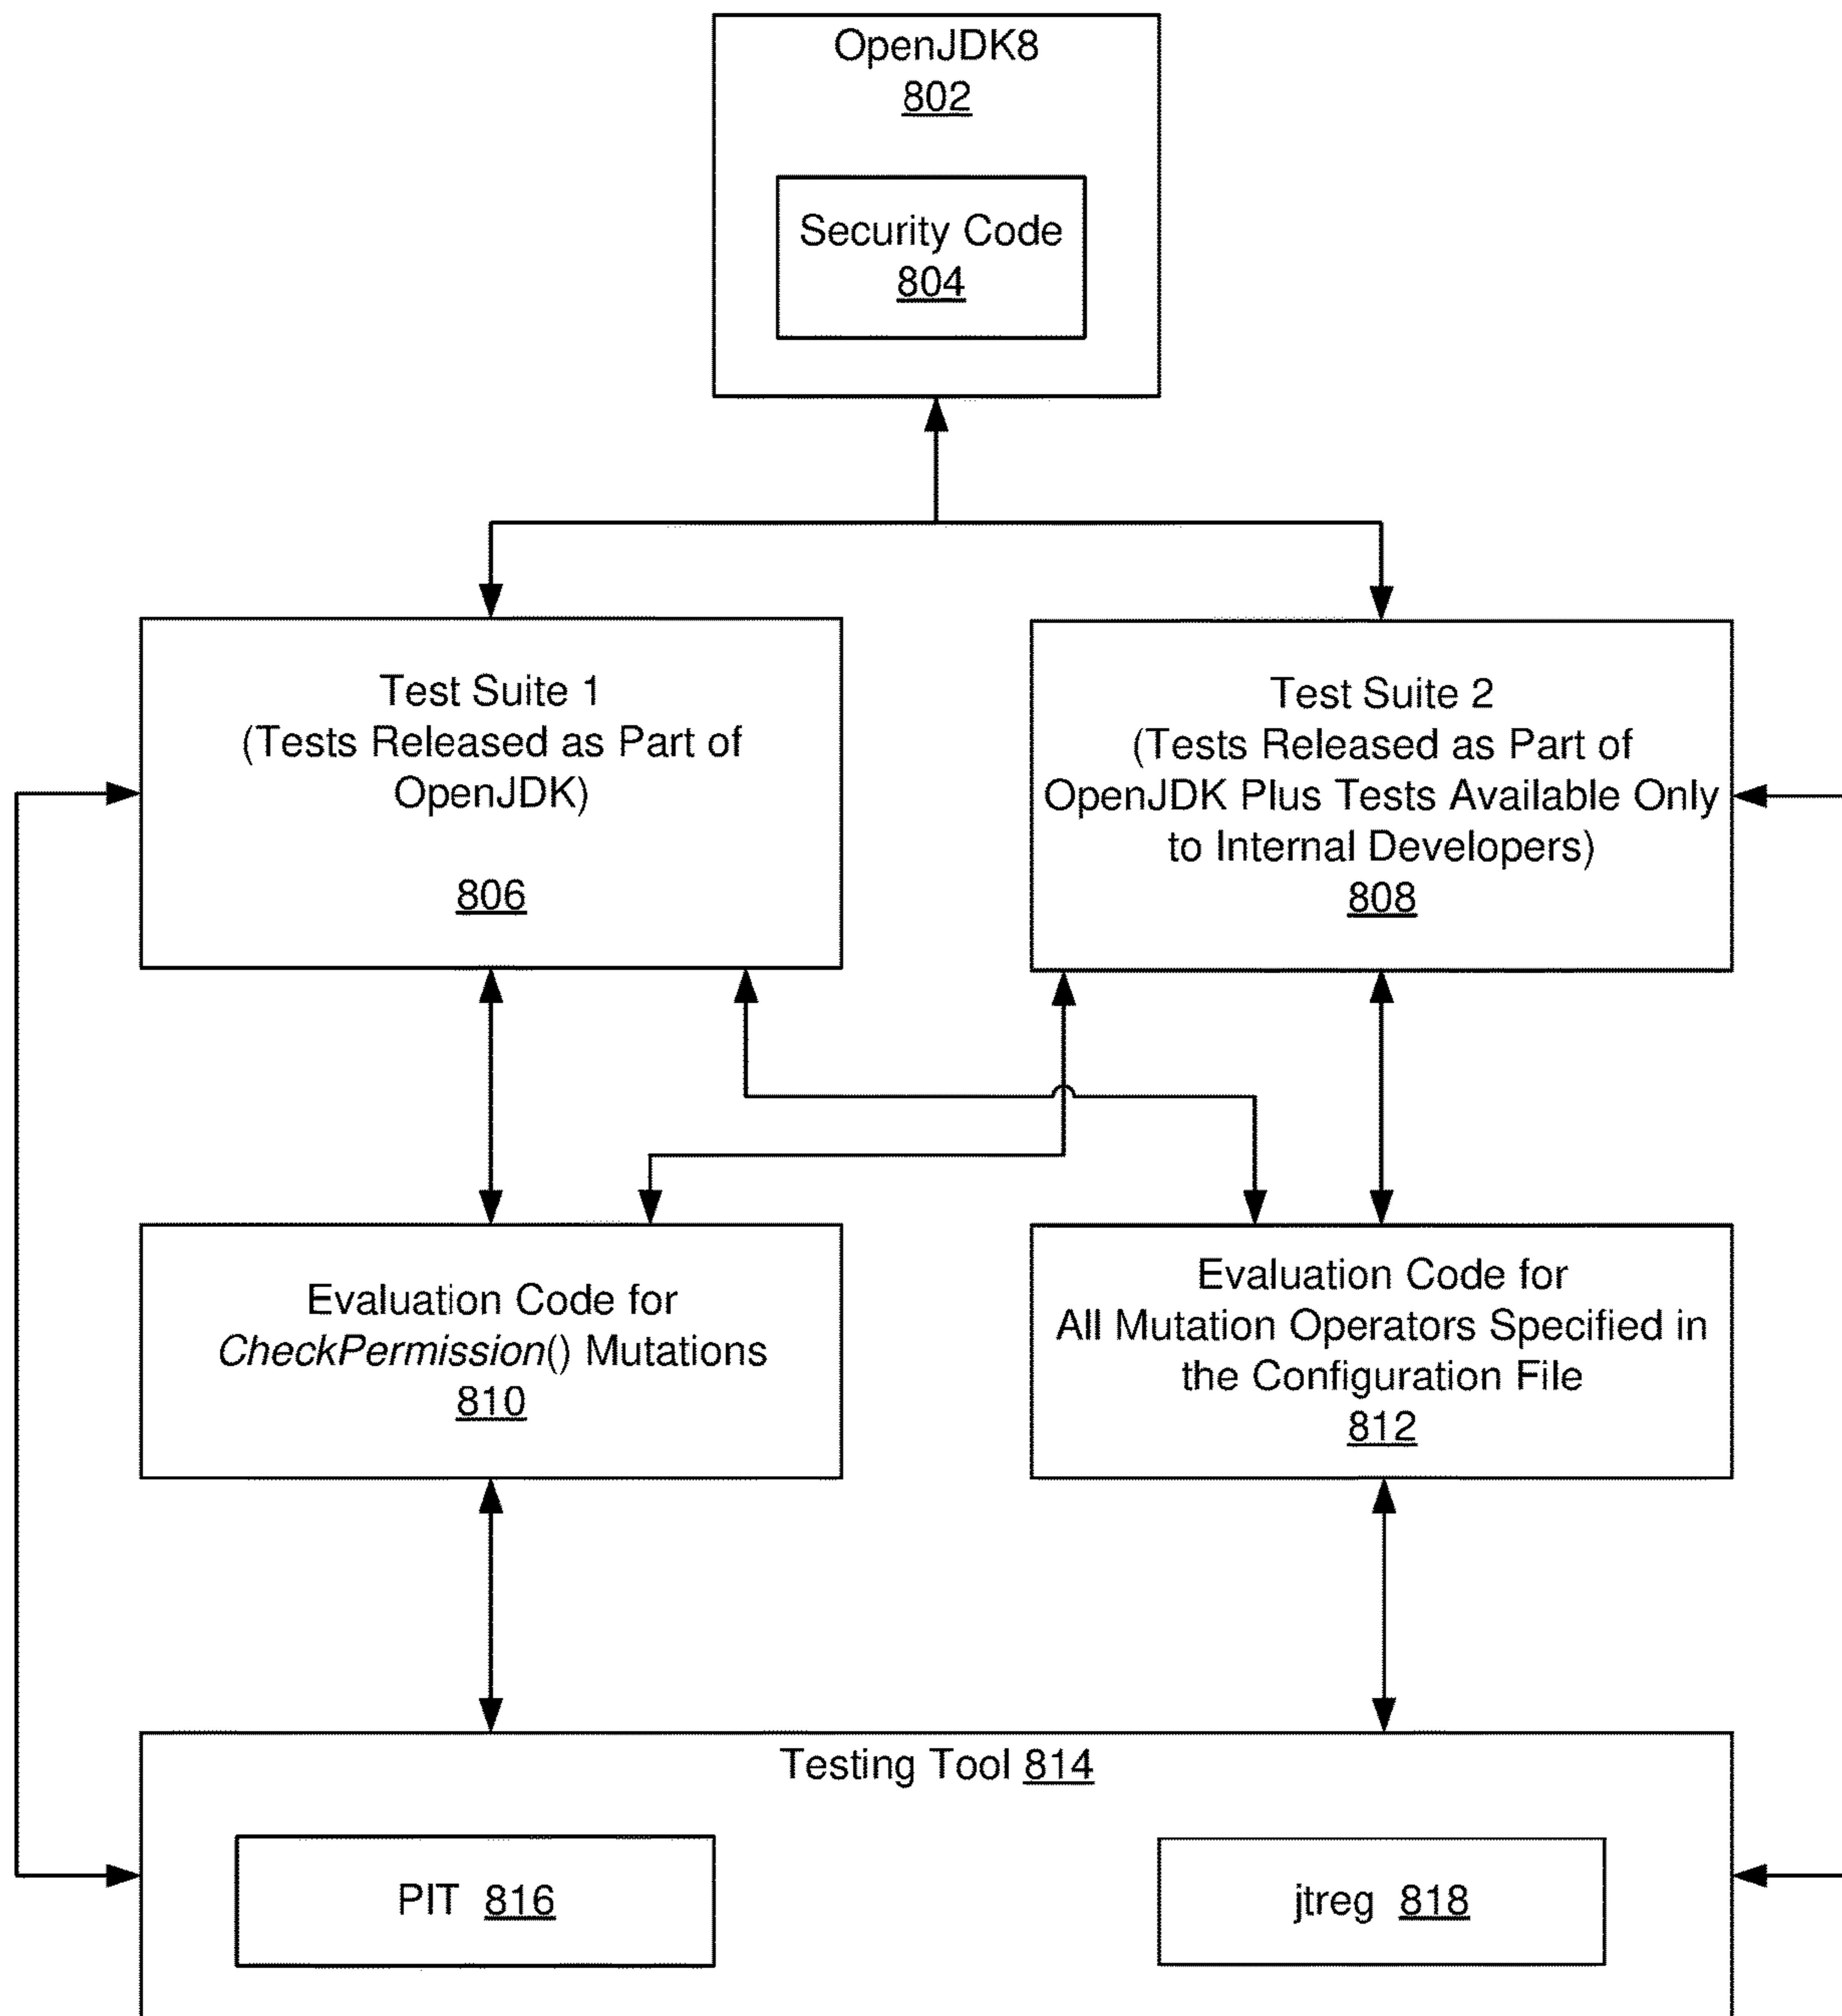 OpenJDK8
802
Security Code
804
Test Suite 1
(Tests Released as Part of
OpenJDK)
806
Test Suite 2
(Tests Released as Part of
OpenJDK Plus Tests Available Only
to Internal Developers)
808
Evaluation Code for
CheckPermission() Mutations
810
Evaluation Code for
All Mutation Operators Specified in
the Configuration File
812
Testing Tool 814
PIT 816
jtreg 818